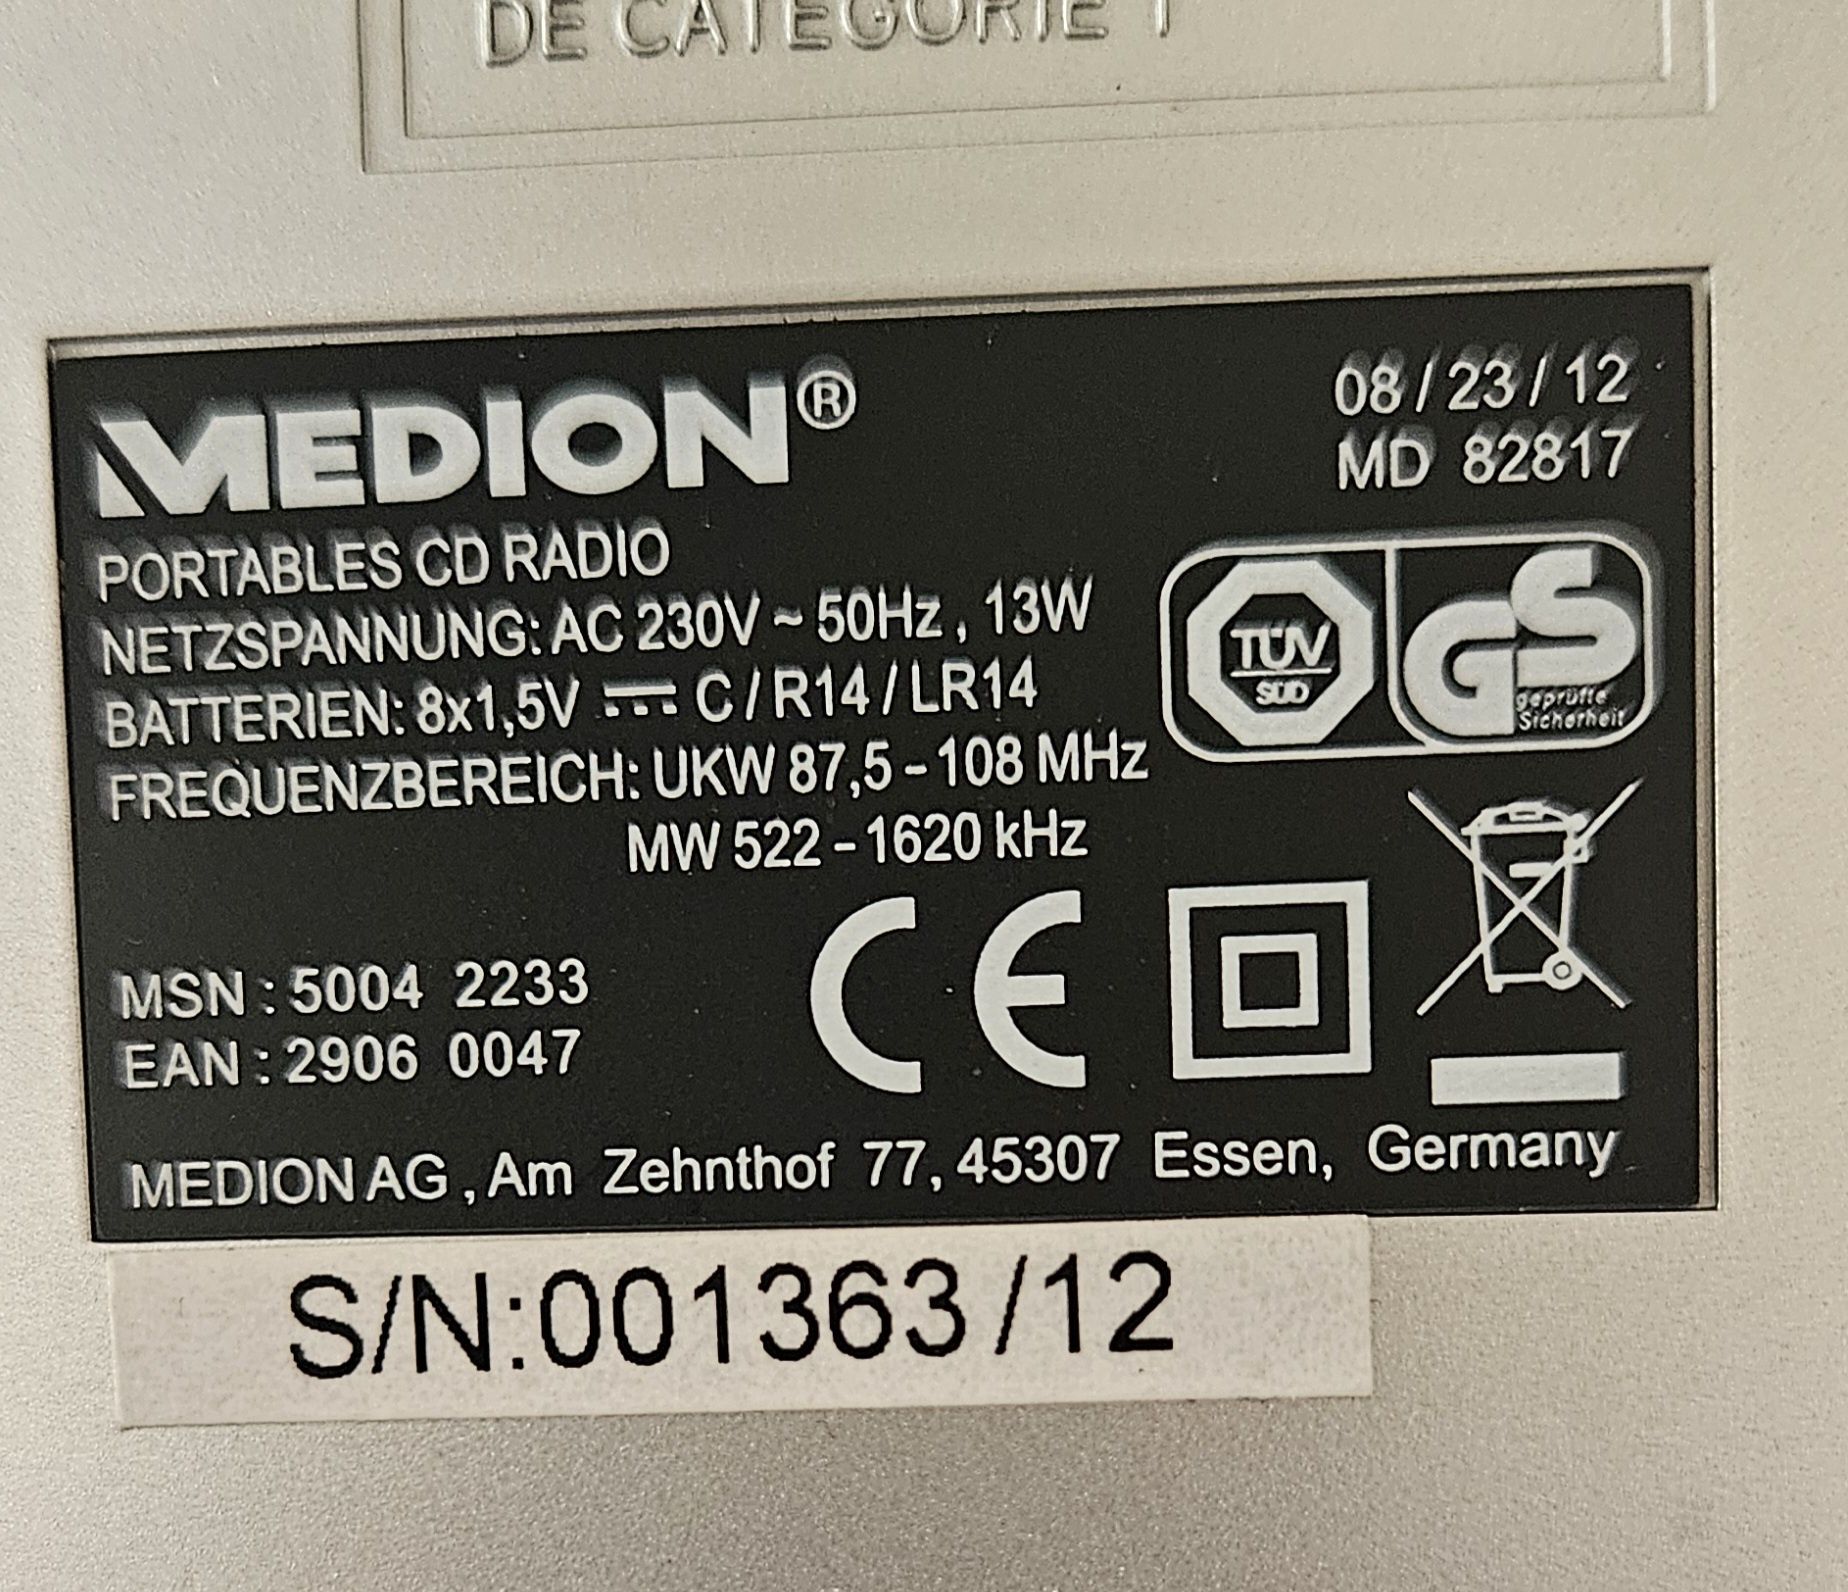 DE CATEGORIE 1
MEDION®
08/23/12
MD 82817
PORTABLES CD RADIO
NETZSPANNUNG: AC 230V ~ 50Hz, 13W
BATTERIEN: 8x1,5V ⎓ C/R14/LR14
FREQUENZBEREICH: UKW 87,5 - 108 MHz
MW 522 - 1620 kHz
TÜV
SÜD
GS
geprüfte
Sicherheit
MSN : 5004 2233
EAN : 2906 0047
CE
MEDION AG , Am Zehnthof 77, 45307 Essen, Germany
S/N:001363/12